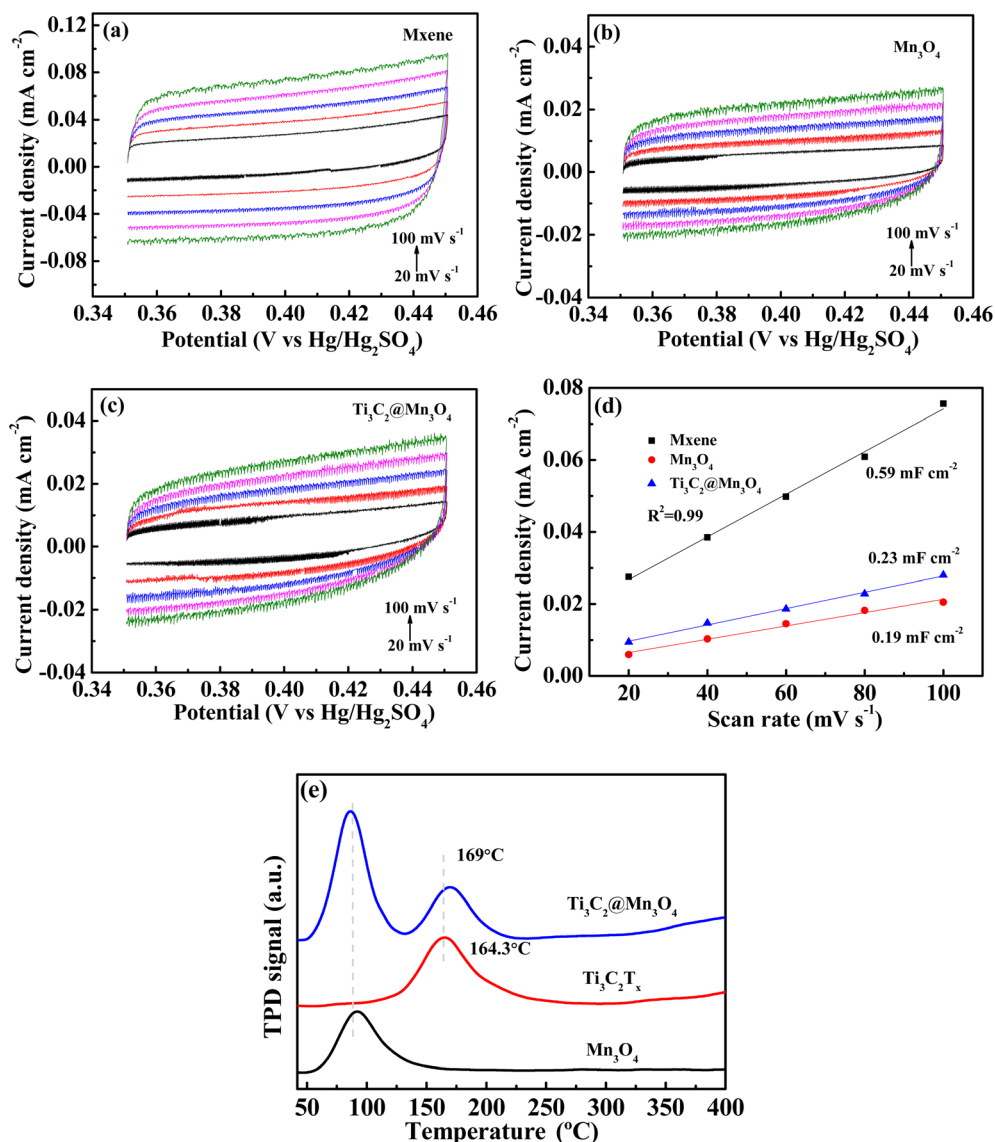 (a)
Mxene
0.12
0.08
0.04
0.00
-0.04
-0.08
Current density (mA cm⁻²)
100 mV s⁻¹
20 mV s⁻¹
0.34 0.36 0.38 0.40 0.42 0.44 0.46
Potential (V vs Hg/Hg₂SO₄)
(b)
Mn₃O₄
0.04
0.02
0.00
-0.02
-0.04
Current density (mA cm⁻²)
100 mV s⁻¹
20 mV s⁻¹
0.34 0.36 0.38 0.40 0.42 0.44 0.46
Potential (V vs Hg/Hg₂SO₄)
(c)
Ti₃C₂@Mn₃O₄
0.04
0.02
0.00
-0.02
-0.04
Current density (mA cm⁻²)
100 mV s⁻¹
20 mV s⁻¹
0.34 0.36 0.38 0.40 0.42 0.44 0.46
Potential (V vs Hg/Hg₂SO₄)
(d)
0.08
0.06
0.04
0.02
0.00
Current density (mA cm⁻²)
Mxene
Mn₃O₄
Ti₃C₂@Mn₃O₄
R²=0.99
0.59 mF cm⁻²
0.23 mF cm⁻²
0.19 mF cm⁻²
20 40 60 80 100
Scan rate (mV s⁻¹)
(e)
TPD signal (a.u.)
169°C
Ti₃C₂@Mn₃O₄
164.3°C
Ti₃C₂Tₓ
Mn₃O₄
50 100 150 200 250 300 350 400
Temperature (ºC)